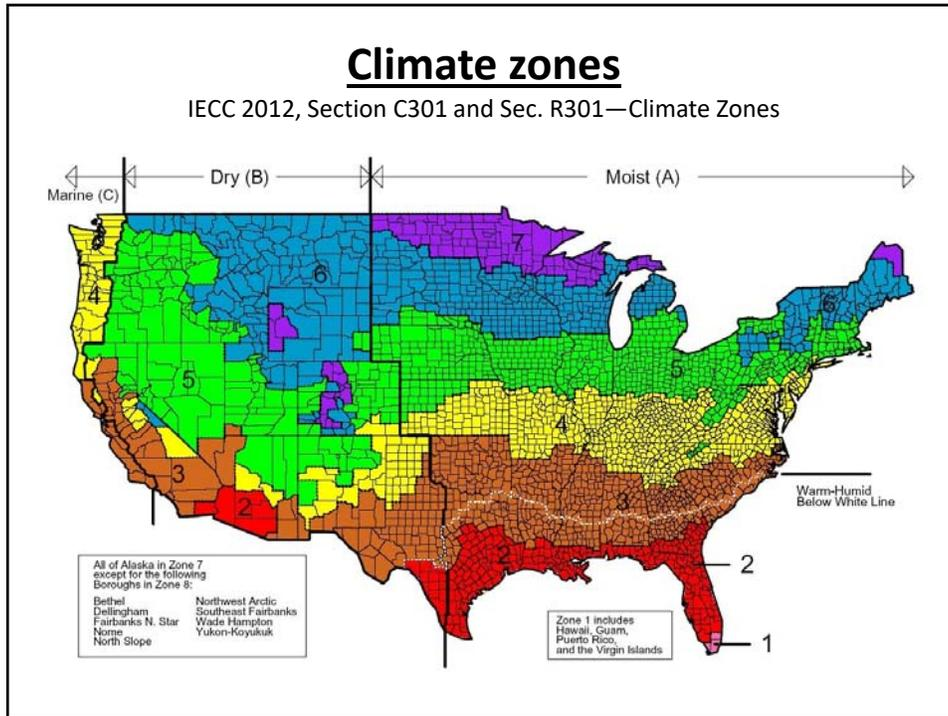 Climate zones
IECC 2012, Section C301 and Sec. R301—Climate Zones
Marine (C)
Dry (B)
Moist (A)
7
6
6
4
5
5
4
3
3
2
2
Warm-Humid
Below White Line
2
1
All of Alaska in Zone 7
except for the following
Boroughs in Zone 8:
Bethel
Dellingham
Fairbanks N. Star
Nome
North Slope
Northwest Arctic
Southeast Fairbanks
Wade Hampton
Yukon-Koyukuk
Zone 1 includes
Hawaii, Guam,
Puerto Rico,
and the Virgin Islands